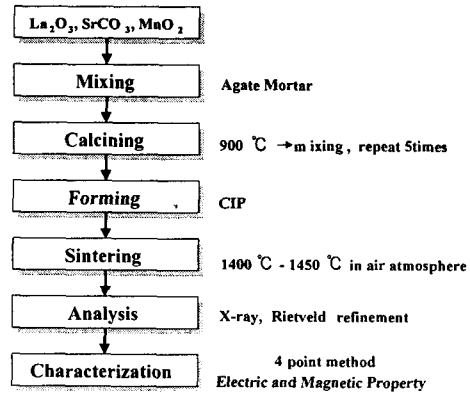 La₂O₃, SrCO₃, MnO₂
Mixing
Agate Mortar
Calcining
900 ℃ →mixing, repeat 5times
Forming
CIP
Sintering
1400 ℃ - 1450 ℃ in air atmosphere
Analysis
X-ray, Rietveld refinement
Characterization
4 point method
Electric and Magnetic Property